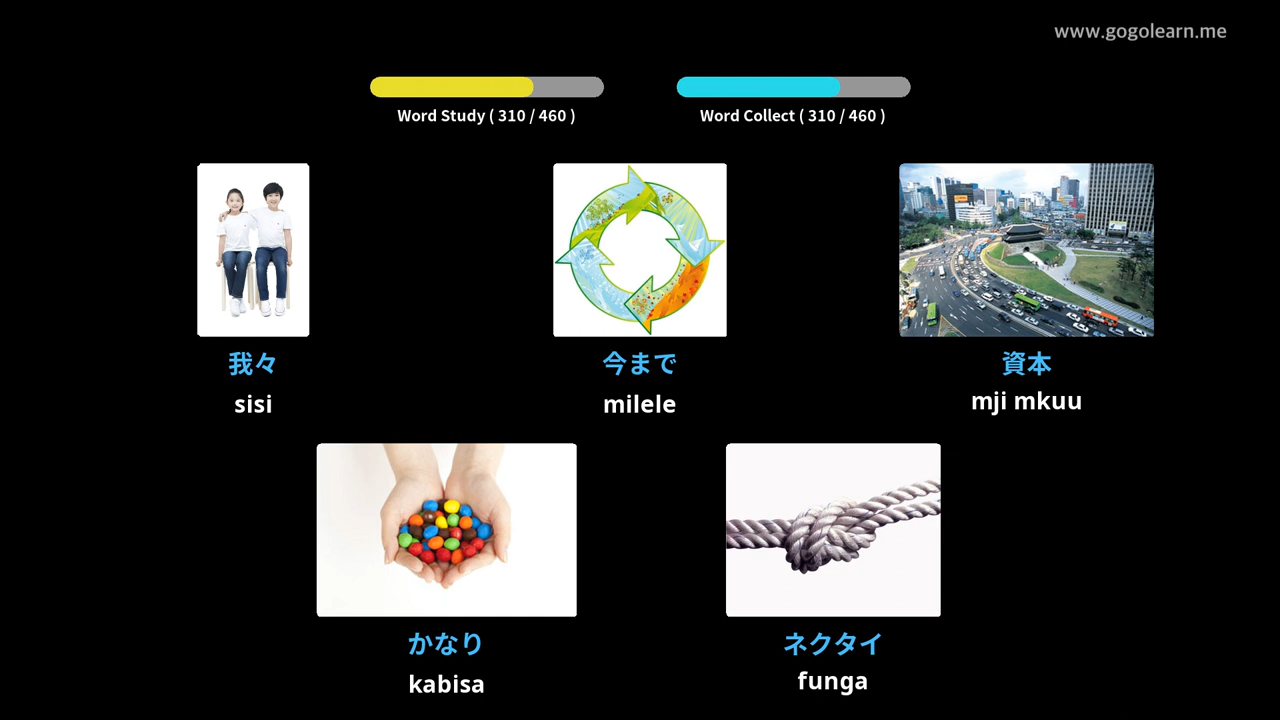 www.gogolearn.me
Word Study ( 310 / 460 )
Word Collect ( 310 / 460 )
我々
sisi
今まで
milele
資本
mji mkuu
かなり
kabisa
ネクタイ
funga